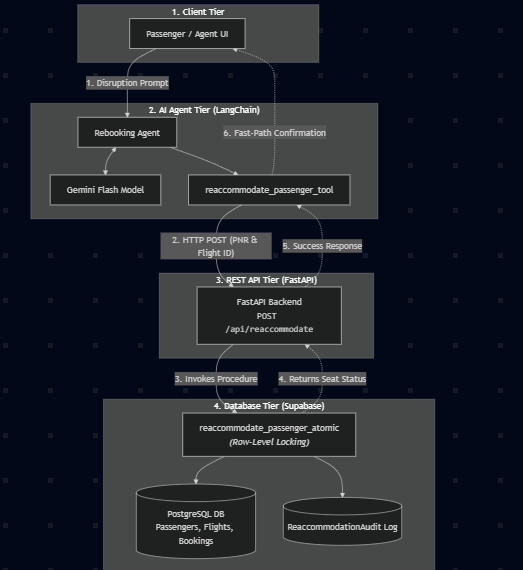 1. Client Tier
Passenger / Agent UI
1. Disruption Prompt
2. AI Agent Tier (LangChain)
Rebooking Agent
6. Fast-Path Confirmation
Gemini Flash Model
reaccommodate_passenger_tool
2. HTTP POST (PNR &
Flight ID)
5. Success Response
3. REST API Tier (FastAPI)
FastAPI Backend
POST
/api/reaccommodate
3. Invokes Procedure
4. Returns Seat Status
4. Database Tier (Supabase)
reaccommodate_passenger_atomic
(Row-Level Locking)
PostgreSQL DB
Passengers, Flights,
Bookings
ReaccommodationAudit Log